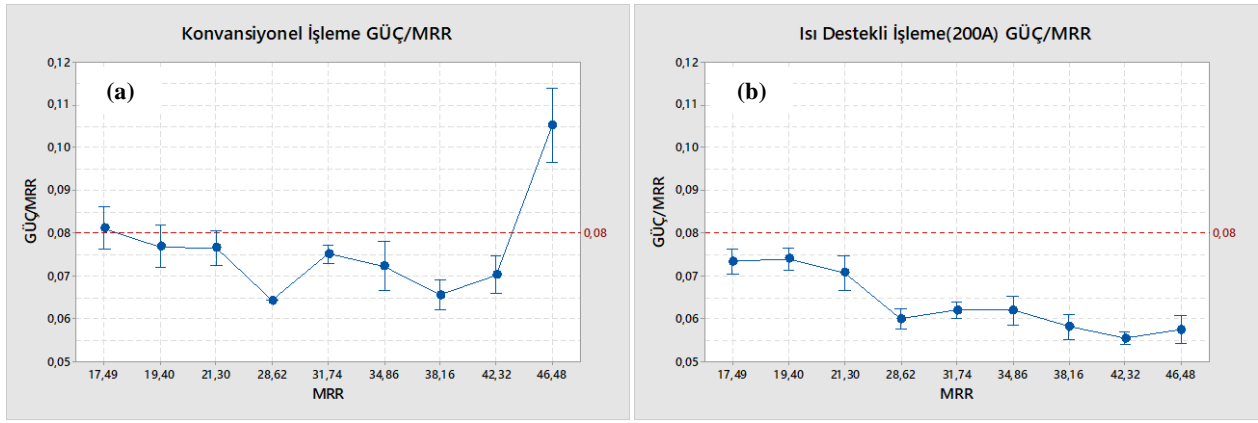 Konvansiyonel İşleme GÜÇ/MRR
(a)
GÜÇ/MRR
0,12
0,11
0,10
0,09
0,08
0,07
0,06
0,05
0,08
17,49 19,40 21,30 28,62 31,74 34,86 38,16 42,32 46,48
MRR
Isı Destekli İşleme(200A) GÜÇ/MRR
(b)
GÜÇ/MRR
0,12
0,11
0,10
0,09
0,08
0,07
0,06
0,05
0,08
17,49 19,40 21,30 28,62 31,74 34,86 38,16 42,32 46,48
MRR